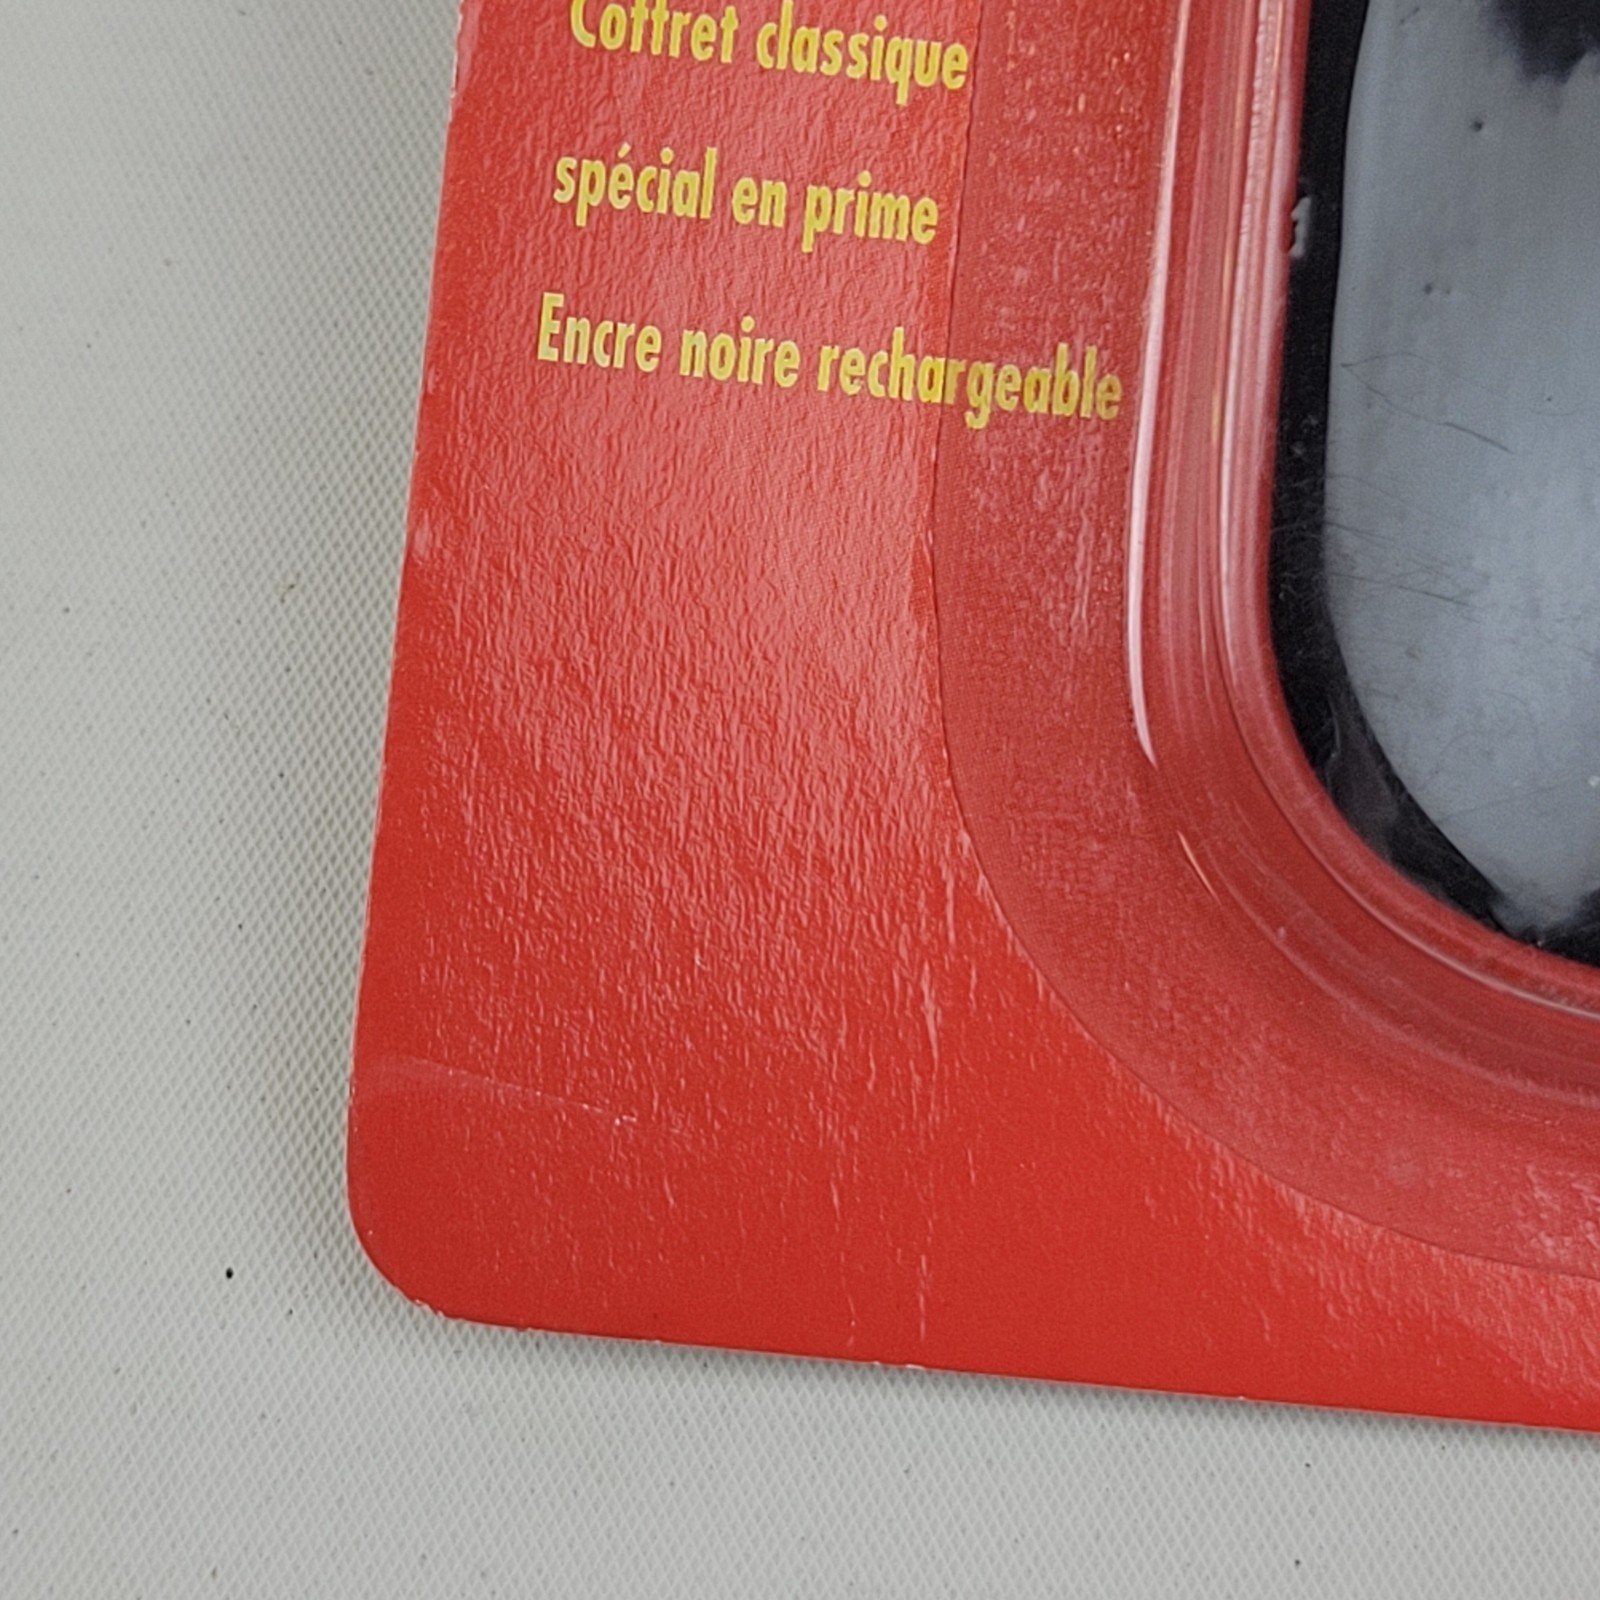 Coffret classique
spécial en prime
Encre noire rechargeable